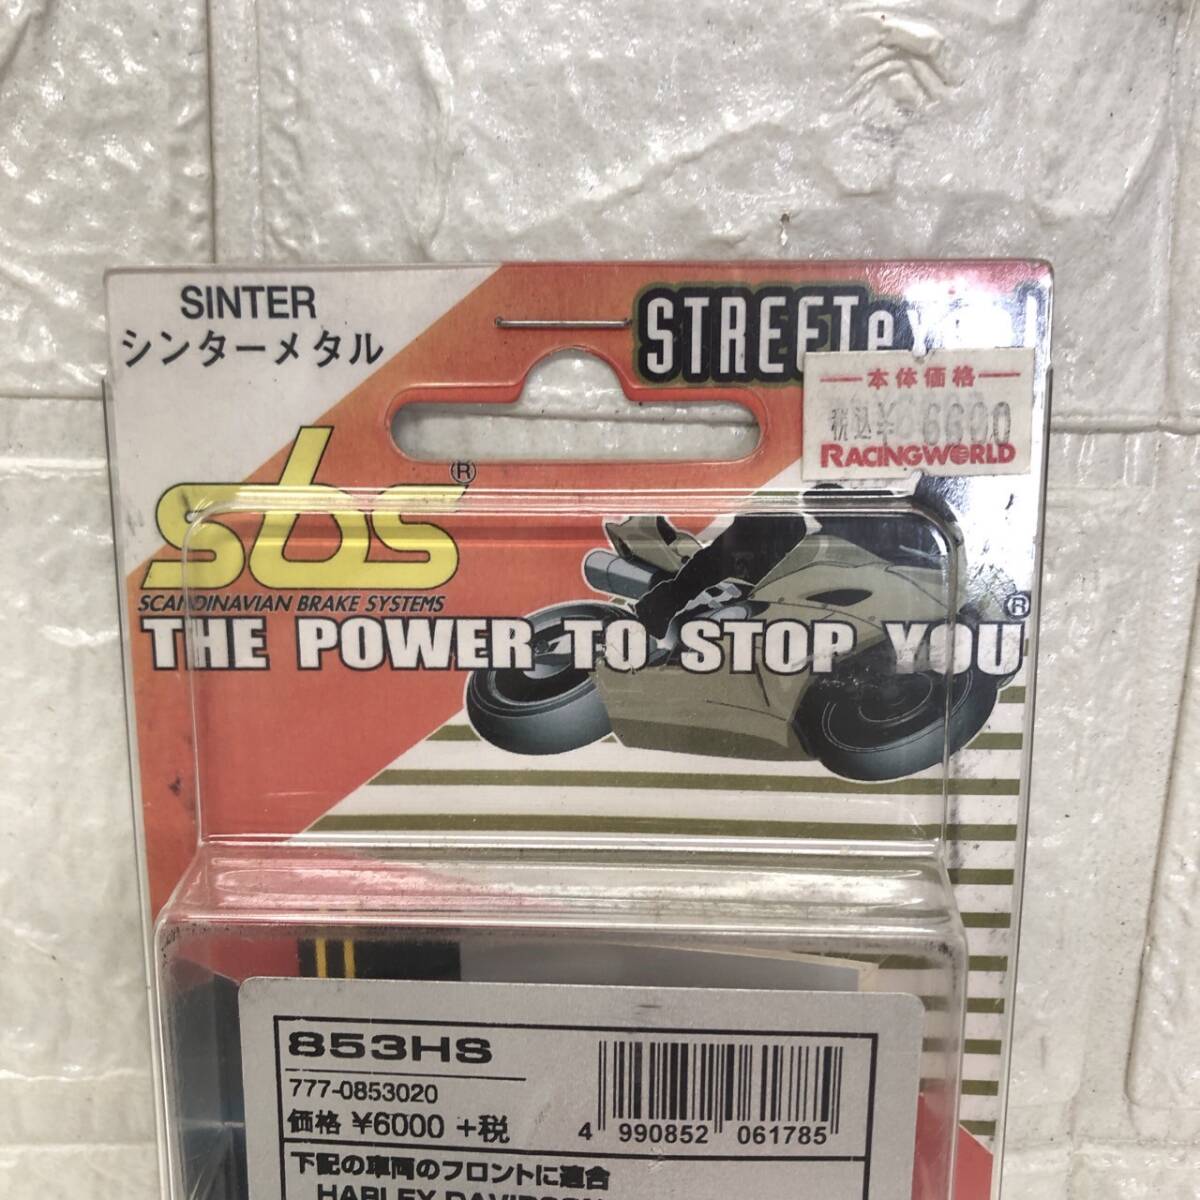 SINTER
シンターメタル
STREET
本体価格
税込¥6600
RACINGWORLD
sbs®
SCANDINAVIAN BRAKE SYSTEMS
THE POWER TO STOP YOU®
853HS
777-0853020
価格 ¥6000 +税
4 990852 061785
下記の車両のフロントに適合
HARLEY DAVIDSON